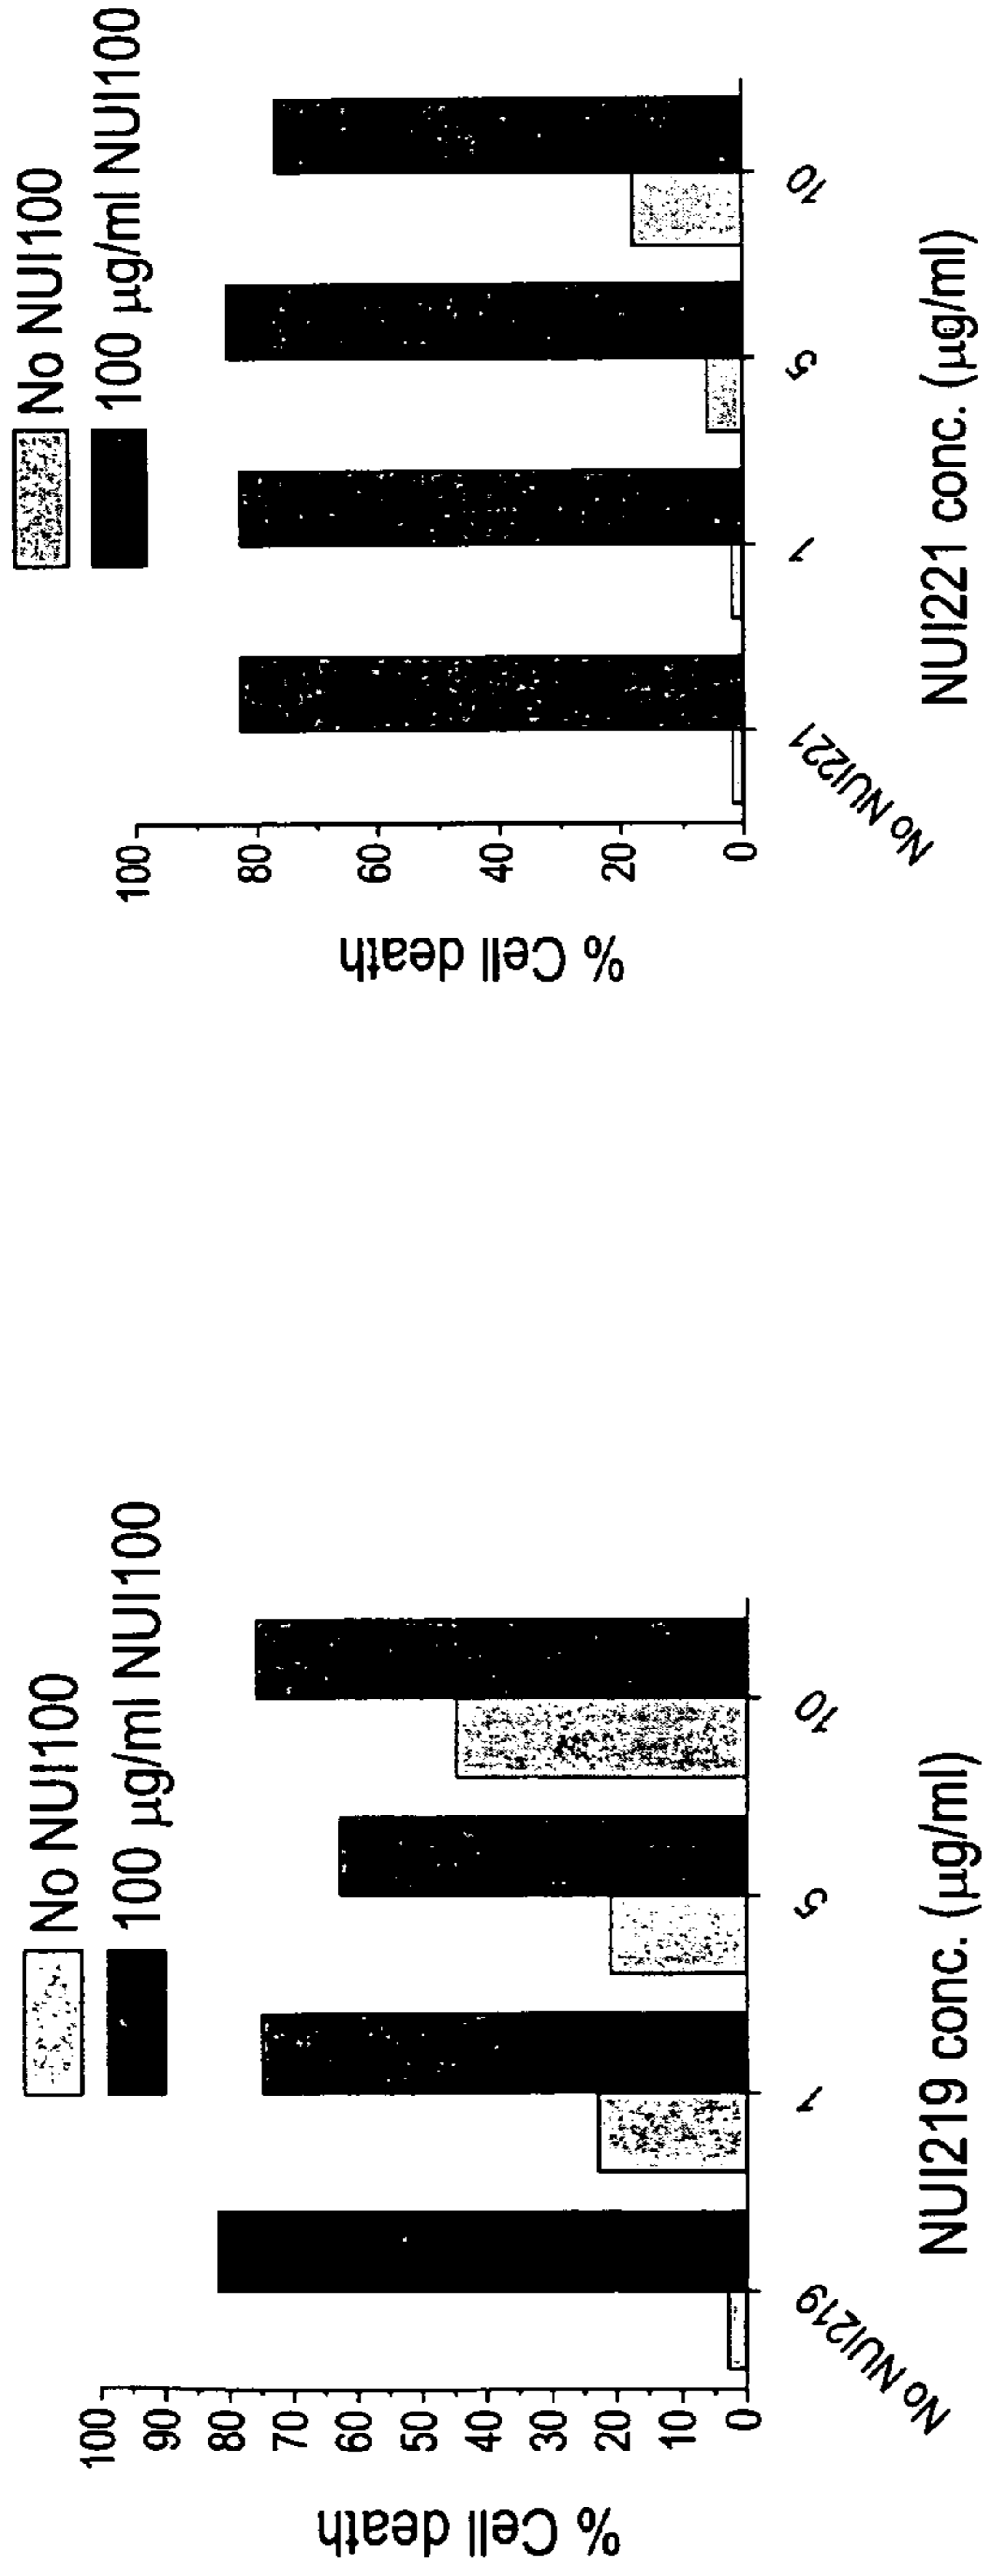 No NUI100
100 µg/ml NUI100
% Cell death
100
90
80
70
60
50
40
30
20
10
0
No NUI219
1
5
10
NUI219 conc. (µg/ml)
No NUI100
100 µg/ml NUI100
% Cell death
100
80
60
40
20
0
No NUI221
1
5
10
NUI221 conc. (µg/ml)